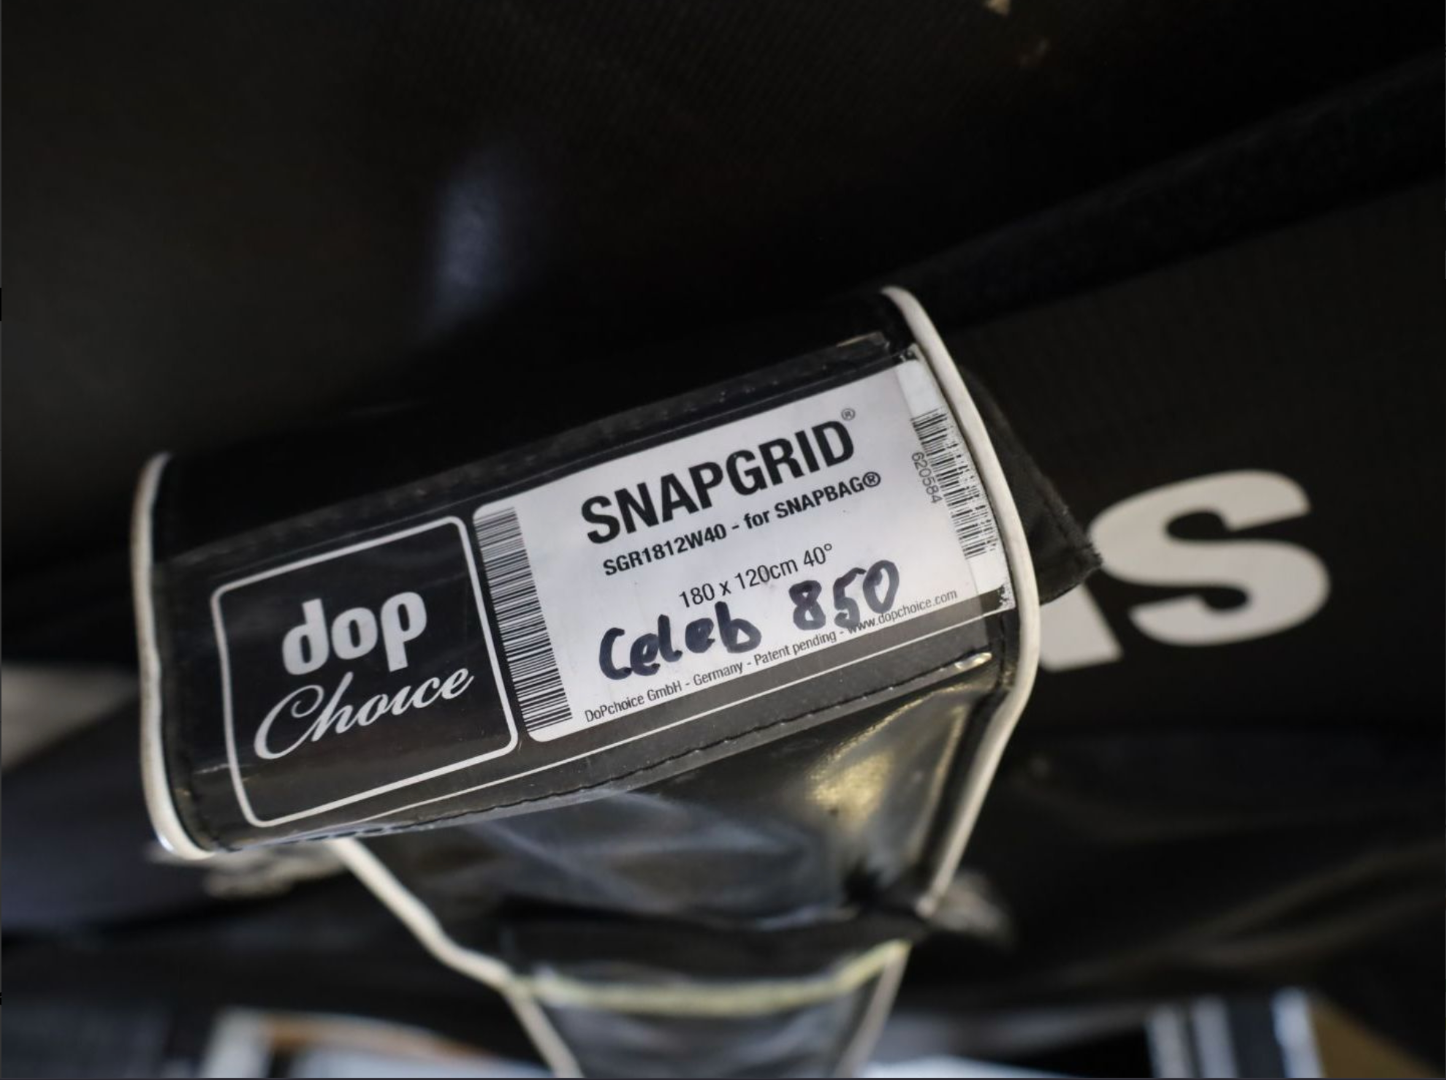 dop
Choice
SNAPGRID®
SGR1812W40 - for SNAPBAG®
180 x 120cm 40°
Celeb 850
DoPchoice GmbH - Germany - Patent pending - www.dopchoice.com
620584